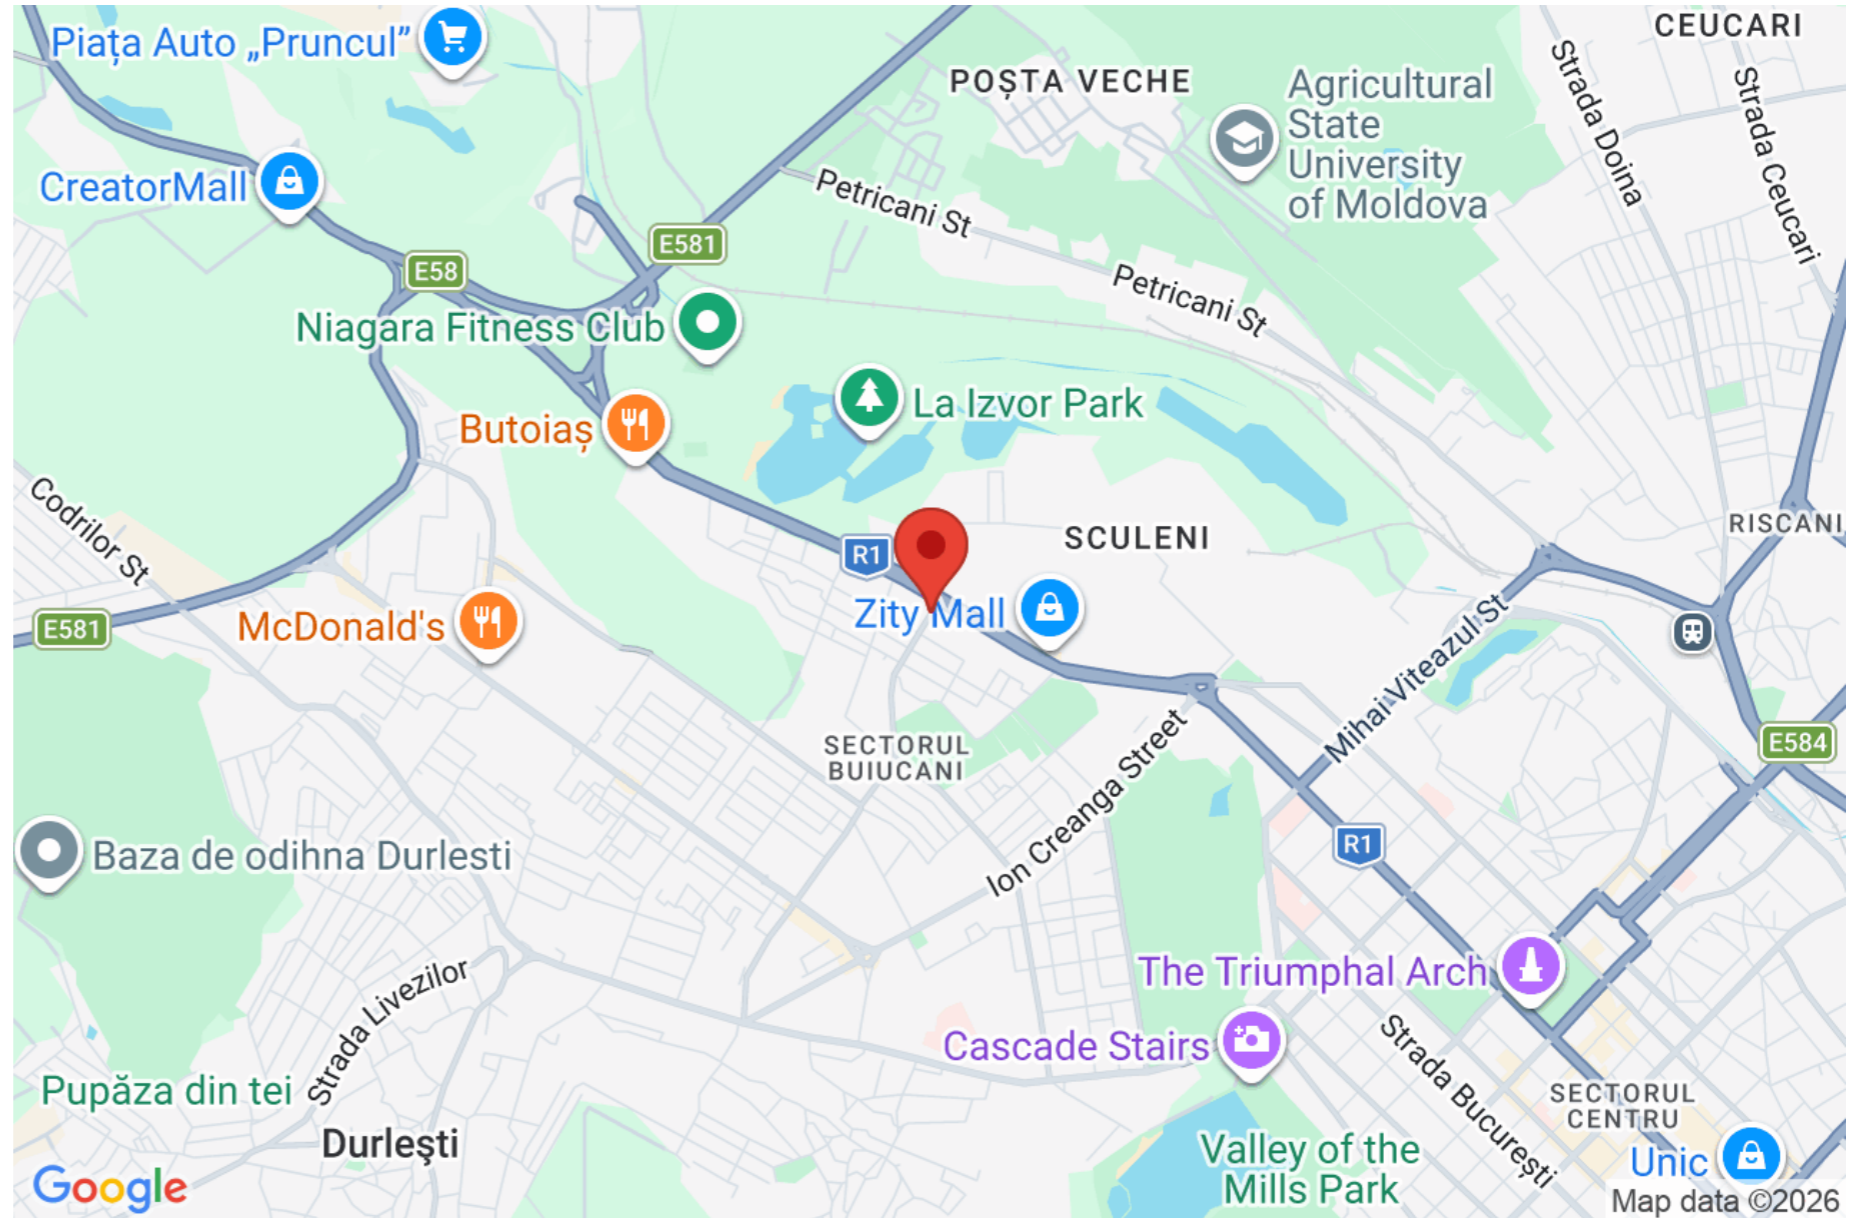 CEUCARI
Piața Auto „Pruncul”
Strada Doina
Strada Ceucari
POȘTA VECHE
Agricultural
State
University
of Moldova
CreatorMall
Petricani St
E581
E58
Petricani St
Niagara Fitness Club
La Izvor Park
Butoiaș
Codrilor St
RISCANI
SCULENI
R1
Zity Mall
McDonald's
E581
Mihai Viteazul St
SECTORUL
BUIUCANI
E584
Ion Creanga Street
R1
Baza de odihna Durlesti
The Triumphal Arch
Strada Livezilor
Cascade Stairs
Strada București
Pupăza din tei
SECTORUL
CENTRU
Durleşti
Valley of the
Mills Park
Unic
Google
Map data ©2026